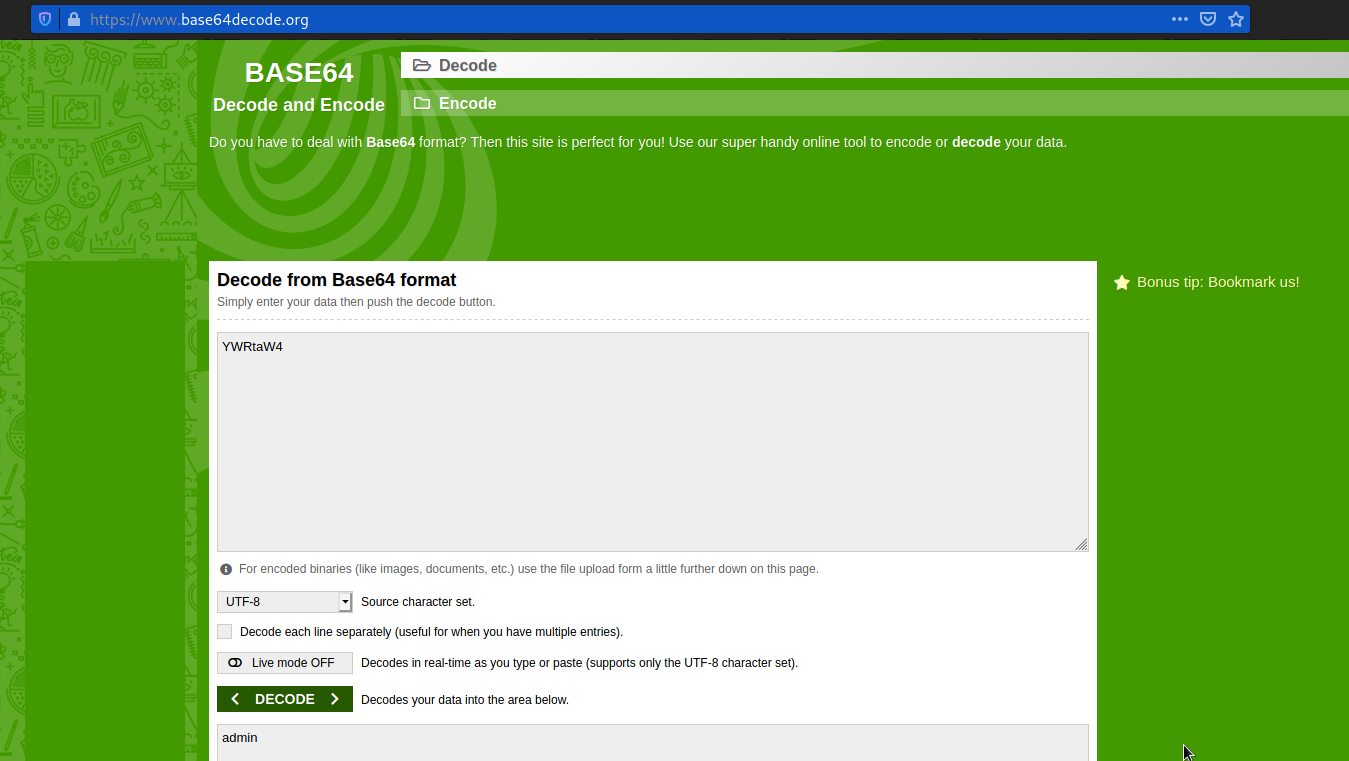 https://www.base64decode.org
BASE64
Decode and Encode
Decode
Encode
Do you have to deal with Base64 format? Then this site is perfect for you! Use our super handy online tool to encode or decode your data.
Decode from Base64 format
Simply enter your data then push the decode button.
Bonus tip: Bookmark us!
YWRtaW4
For encoded binaries (like images, documents, etc.) use the file upload form a little further down on this page.
UTF-8 Source character set.
Decode each line separately (useful for when you have multiple entries).
Live mode OFF Decodes in real-time as you type or paste (supports only the UTF-8 character set).
< DECODE > Decodes your data into the area below.
admin